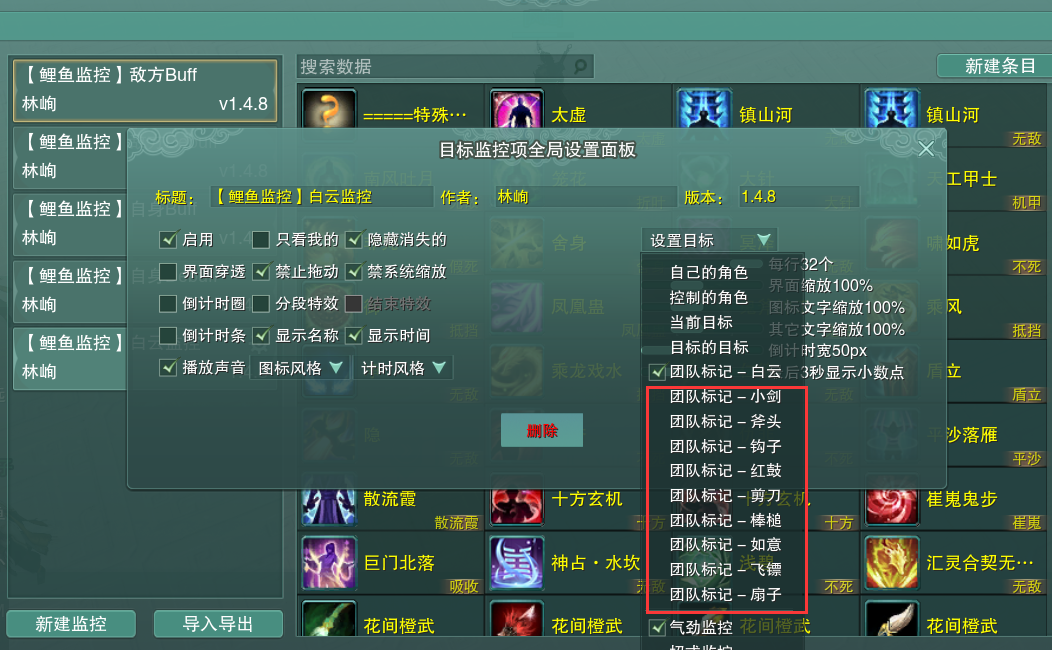 搜索数据
新建条目
【鲤鱼监控】敌方Buff
林峋 v1.4.8
=====特殊…
太虚
镇山河
镇山河
无敌
【鲤鱼监控】
林峋
【鲤鱼监控】
林峋
【鲤鱼监控】
林峋
【鲤鱼监控】
林峋
目标监控项全局设置面板
标题： 【鲤鱼监控】白云监控 作者： 林峋 版本： 1.4.8
启用 只看我的 隐藏消失的
界面穿透 禁止拖动 禁系统缩放
倒计时圈 分段特效 结束特效
倒计时条 显示名称 显示时间
播放声音 图标风格 计时风格
删除
设置目标
自己的角色
控制的角色
当前目标
目标的目标
团队标记 – 白云
团队标记 – 小剑
团队标记 – 斧头
团队标记 – 钩子
团队标记 – 红鼓
团队标记 – 剪刀
团队标记 – 棒槌
团队标记 – 如意
团队标记 – 飞镖
团队标记 – 扇子
气劲监控
每行32个
界面缩放100%
图标文字缩放100%
其它文字缩放100%
倒计时宽50px
后3秒显示小数点
天工甲士
机甲
啸如虎
不死
乘风
抵挡
盾立
盾立
平沙落雁
平沙
散流霞
散流霞
十方玄机
十方
十方
崔嵬鬼步
崔嵬
巨门北落
吸收
神占·水坎
无敌
不死
汇灵合契无…
无敌
花间橙武
花间橙武
花间橙武
花间橙武
新建监控
导入导出